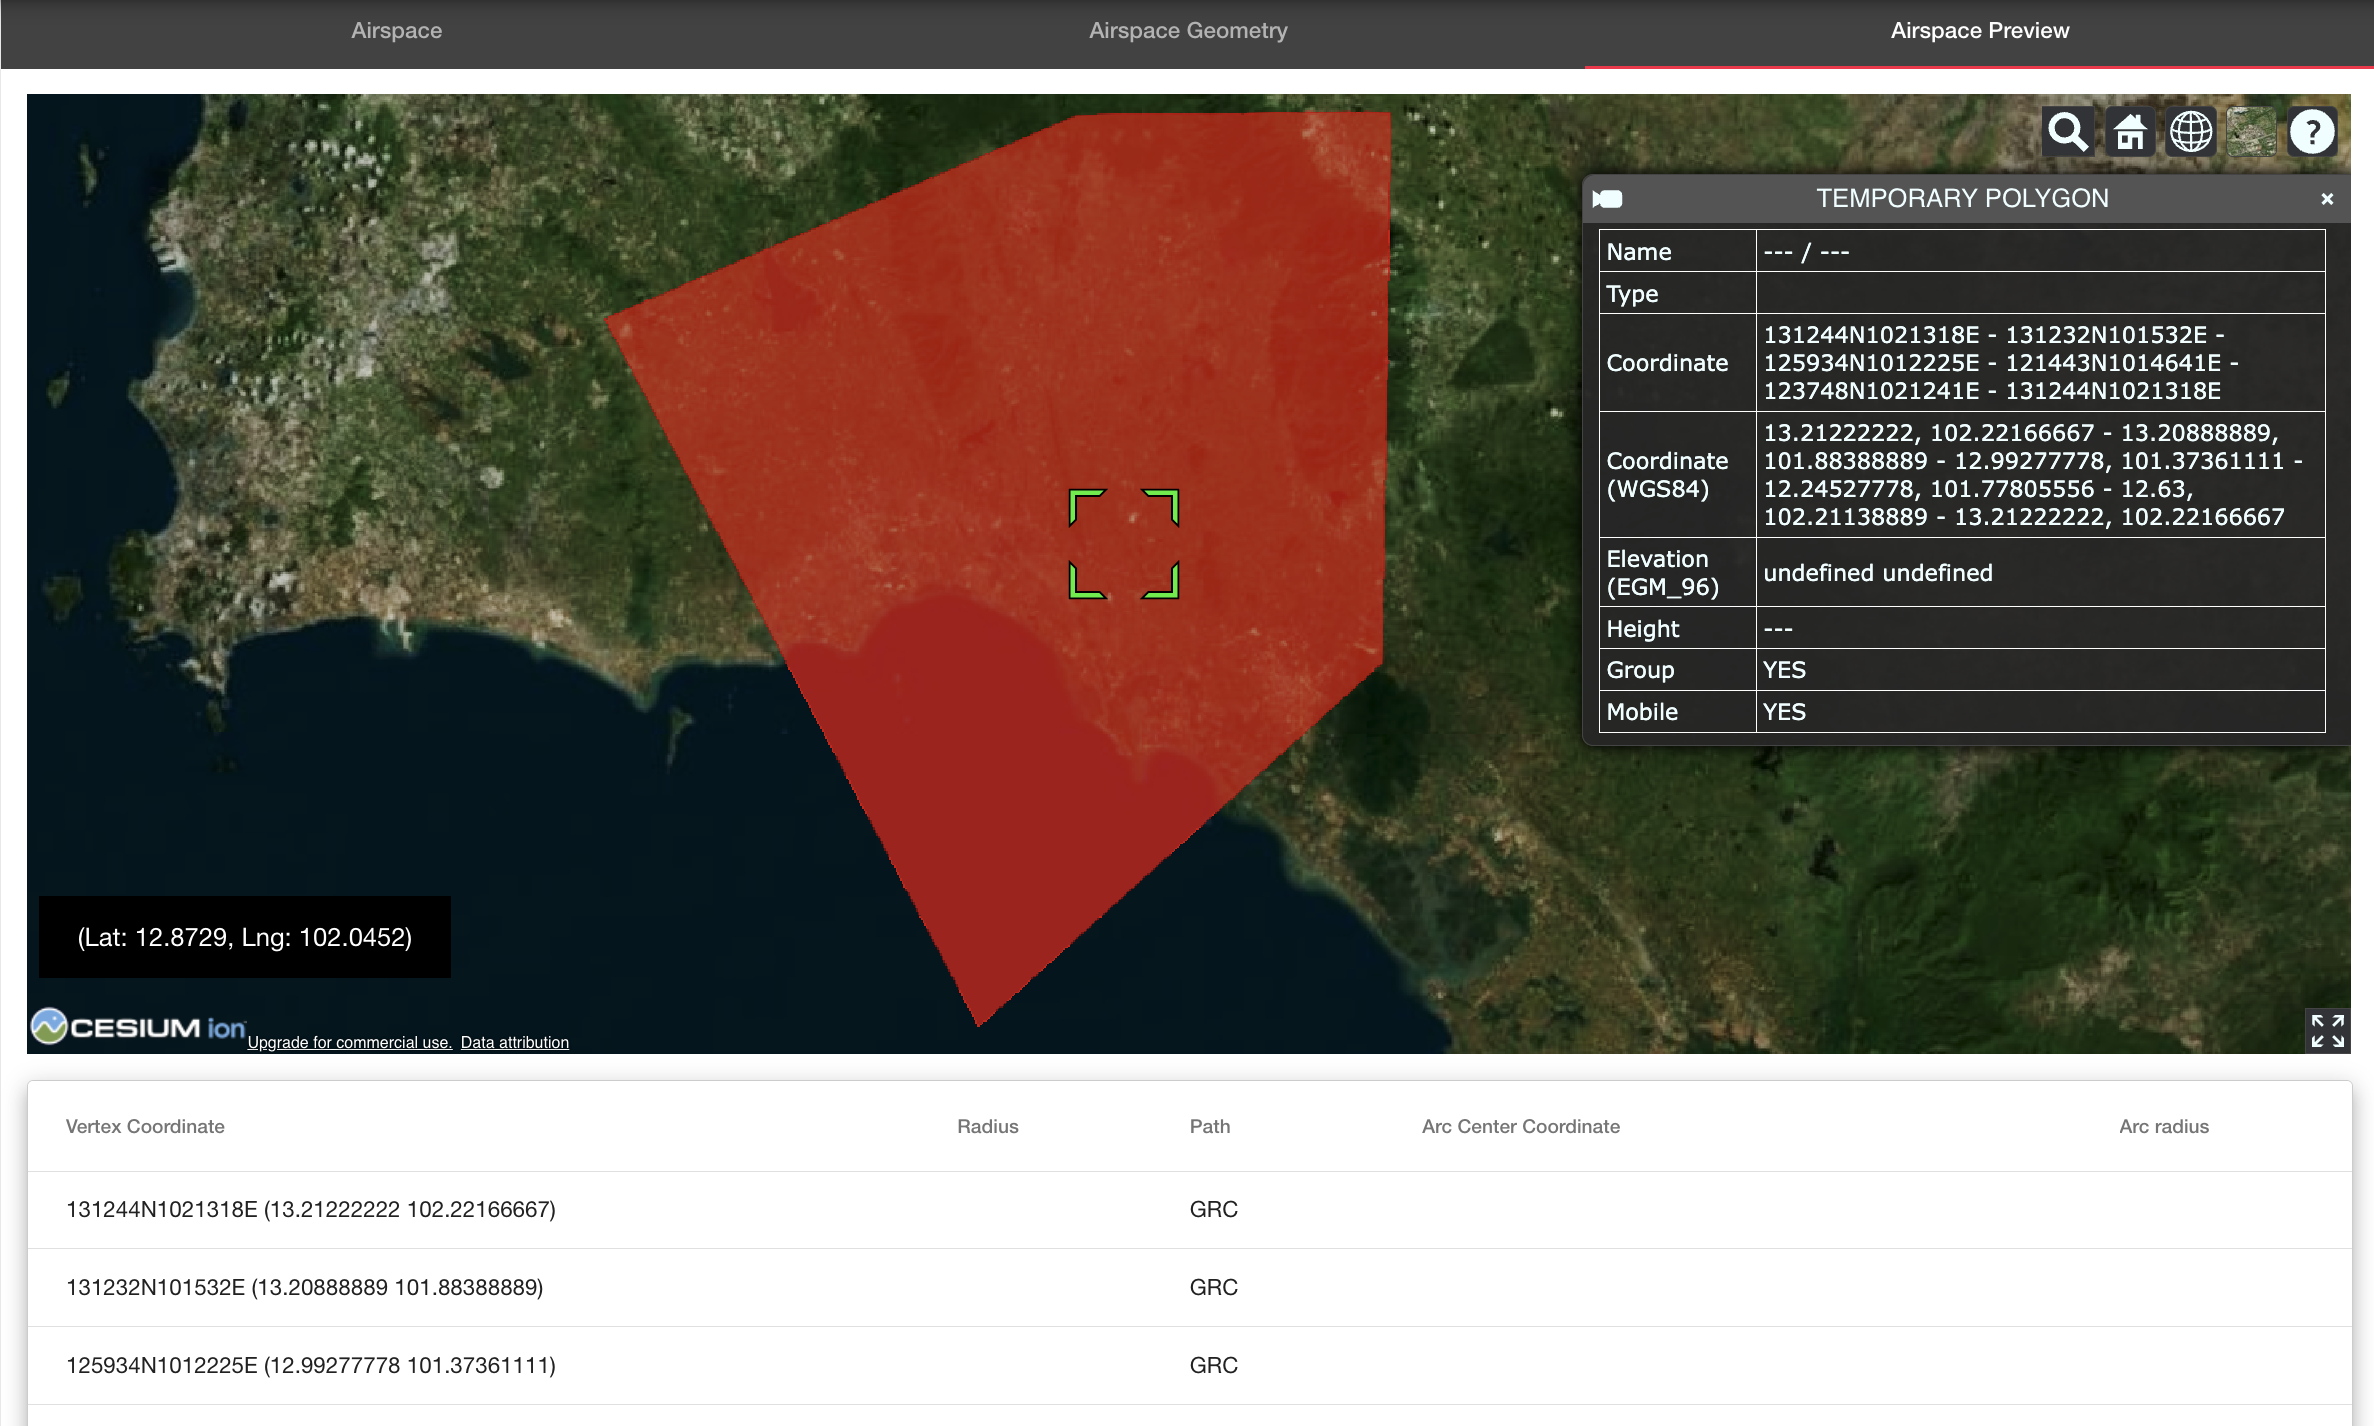 Airspace
Airspace Geometry
Airspace Preview
TEMPORARY POLYGON
×
Name
--- / ---
Type
Coordinate
131244N1021318E - 131232N101532E -
125934N1012225E - 121443N1014641E -
123748N1021241E - 131244N1021318E
Coordinate
(WGS84)
13.21222222, 102.22166667 - 13.20888889,
101.88388889 - 12.99277778, 101.37361111 -
12.24527778, 101.77805556 - 12.63,
102.21138889 - 13.21222222, 102.22166667
Elevation
(EGM_96)
undefined undefined
Height
---
Group
YES
Mobile
YES
(Lat: 12.8729, Lng: 102.0452)
CESIUM ion
Upgrade for commercial use. Data attribution
Vertex Coordinate
Radius
Path
Arc Center Coordinate
Arc radius
131244N1021318E (13.21222222 102.22166667)
GRC
131232N101532E (13.20888889 101.88388889)
GRC
125934N1012225E (12.99277778 101.37361111)
GRC